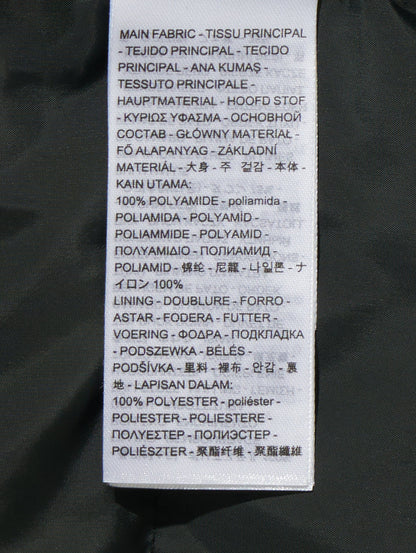 MAIN FABRIC - TISSU PRINCIPAL
- TEJIDO PRINCIPAL - TECIDO
PRINCIPAL - ANA KUMAŞ -
TESSUTO PRINCIPALE -
HAUPTMATERIAL - HOOFD STOF
- ΚΥΡΙΩΣ ΥΦΑΣΜΑ - ОСНОВНОЙ
СОСТАВ - GŁÓWNY MATERIAŁ -
FŐ ALAPANYAG - ZÁKLADNÍ
MATERIÁL - 大身 - 주 겉감 - 本体 -
KAIN UTAMA:
100% POLYAMIDE - poliamida -
POLIAMIDA - POLYAMİD -
POLIAMMIDE - POLYAMID -
ΠΟΛΥΑΜΙΔΙΟ - ПОЛИАМИД -
POLIAMID - 锦纶 - 尼龍 - 나일론 - ナ
イロン 100%
LINING - DOUBLURE - FORRO -
ASTAR - FODERA - FUTTER -
VOERING - ΦΟΔΡΑ - ПОДКЛАДКА
- PODSZEWKA - BÉLÉS -
PODŠÍVKA - 里料 - 裡布 - 안감 - 裏
地 - LAPISAN DALAM:
100% POLYESTER - poliéster -
POLIESTER - POLIESTERE -
ΠΟΛΥΕΣΤΕΡ - ПОЛИЭСТЕР -
POLIÉSZTER - 聚酯纤维 - 聚酯纖維